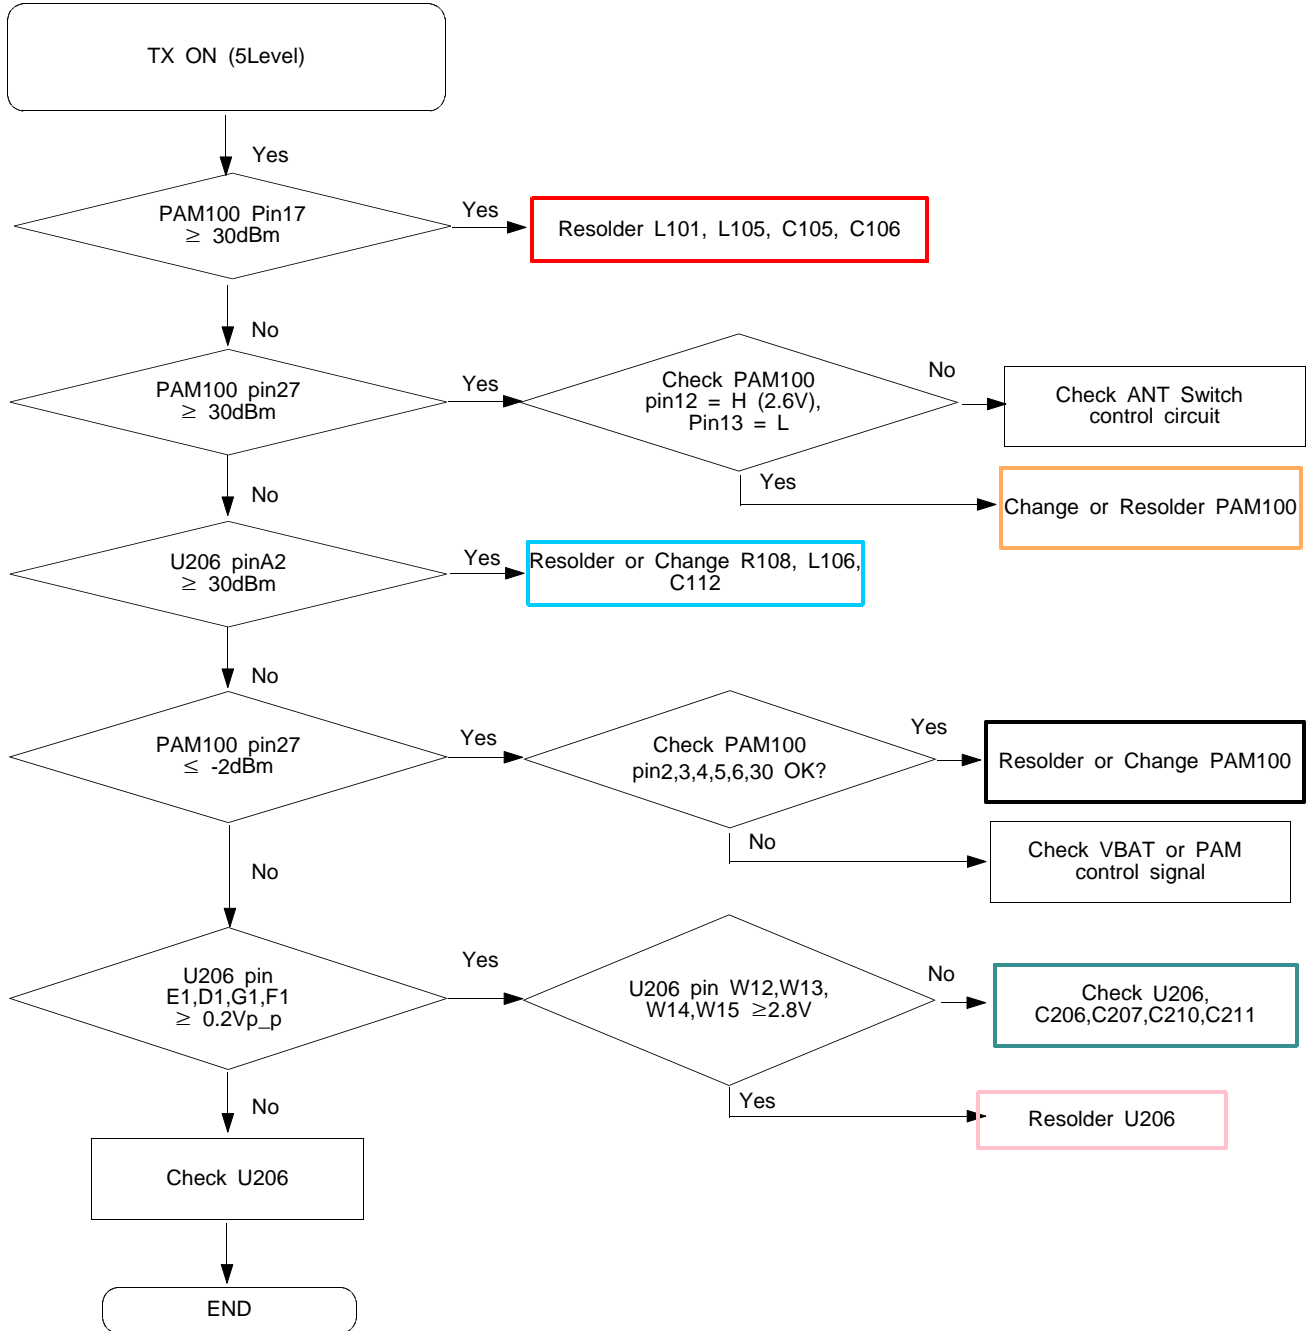 TX ON (5Level)
Yes
PAM100 Pin17
≥ 30dBm
Yes
Resolder L101, L105, C105, C106
No
PAM100 pin27
≥ 30dBm
Yes
Check PAM100
pin12 = H (2.6V),
Pin13 = L
No
Check ANT Switch
control circuit
Yes
Change or Resolder PAM100
No
U206 pinA2
≥ 30dBm
Yes
Resolder or Change R108, L106,
C112
No
PAM100 pin27
≤ -2dBm
Yes
Check PAM100
pin2,3,4,5,6,30 OK?
Yes
Resolder or Change PAM100
No
Check VBAT or PAM
control signal
No
U206 pin
E1,D1,G1,F1
≥ 0.2Vp_p
Yes
U206 pin W12,W13,
W14,W15 ≥2.8V
No
Check U206,
C206,C207,C210,C211
Yes
Resolder U206
No
Check U206
END